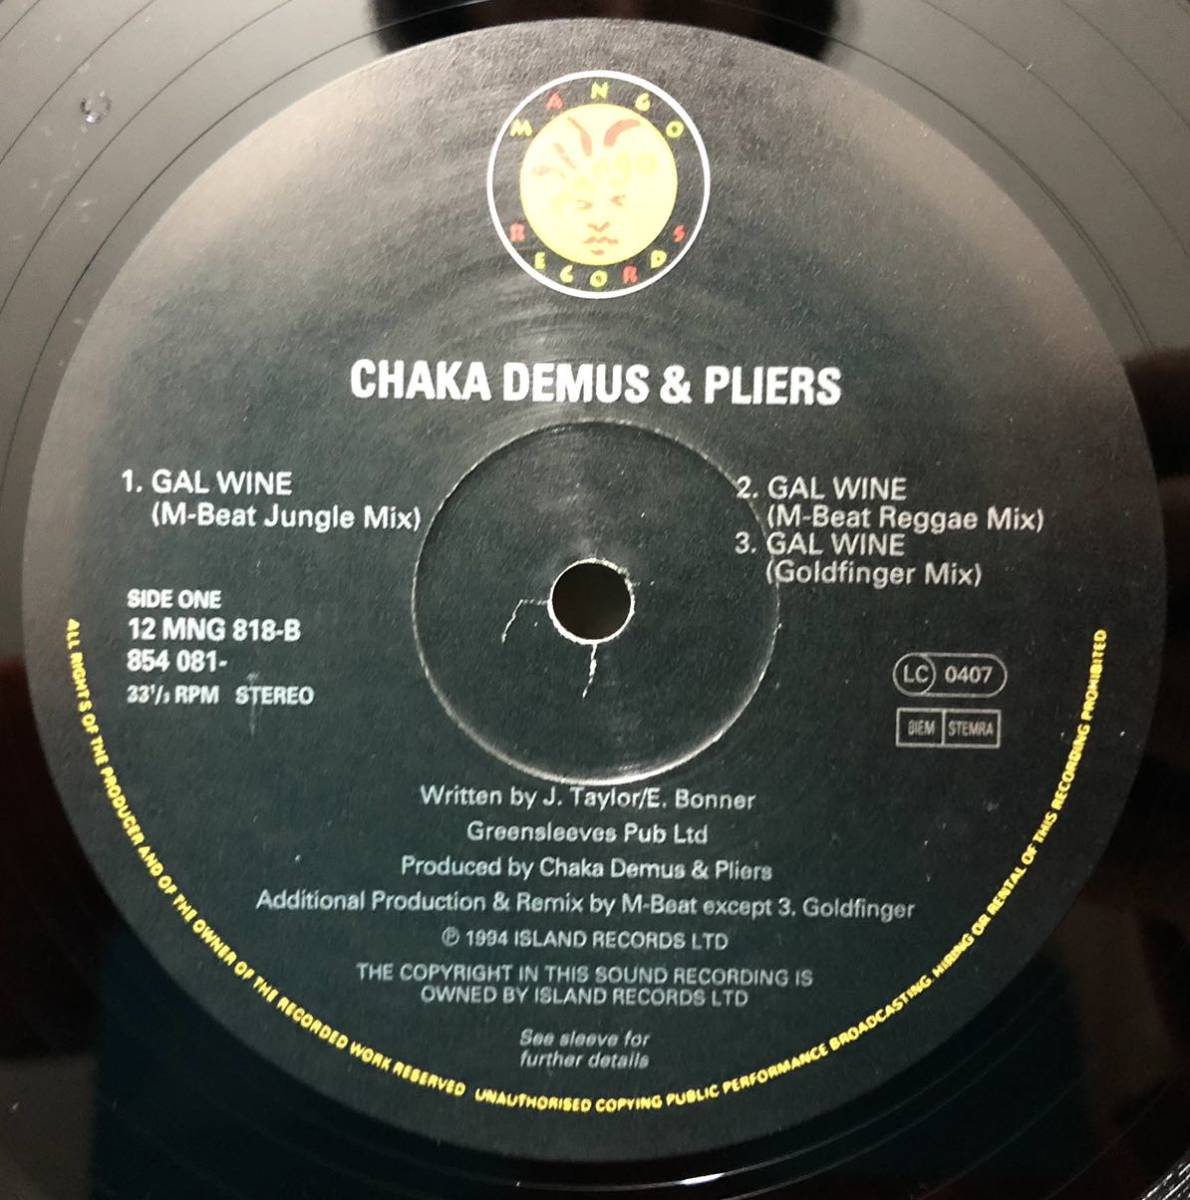 MANGO
RECORDS
CHAKA DEMUS & PLIERS
1. GAL WINE
(M-Beat Jungle Mix)
2. GAL WINE
(M-Beat Reggae Mix)
3. GAL WINE
(Goldfinger Mix)
SIDE ONE
12 MNG 818-B
854 081-
33⅓ RPM STEREO
LC 0407
BIEM STEMRA
Written by J. Taylor/E. Bonner
Greensleeves Pub Ltd
Produced by Chaka Demus & Pliers
Additional Production & Remix by M-Beat except 3. Goldfinger
℗ 1994 ISLAND RECORDS LTD
THE COPYRIGHT IN THIS SOUND RECORDING IS
OWNED BY ISLAND RECORDS LTD
See sleeve for
further details
ALL RIGHTS OF THE PRODUCER AND OF THE OWNER OF THE RECORDED WORK RESERVED UNAUTHORISED COPYING PUBLIC PERFORMANCE BROADCASTING HIRING OR RENTAL OF THIS RECORDING PROHIBITED